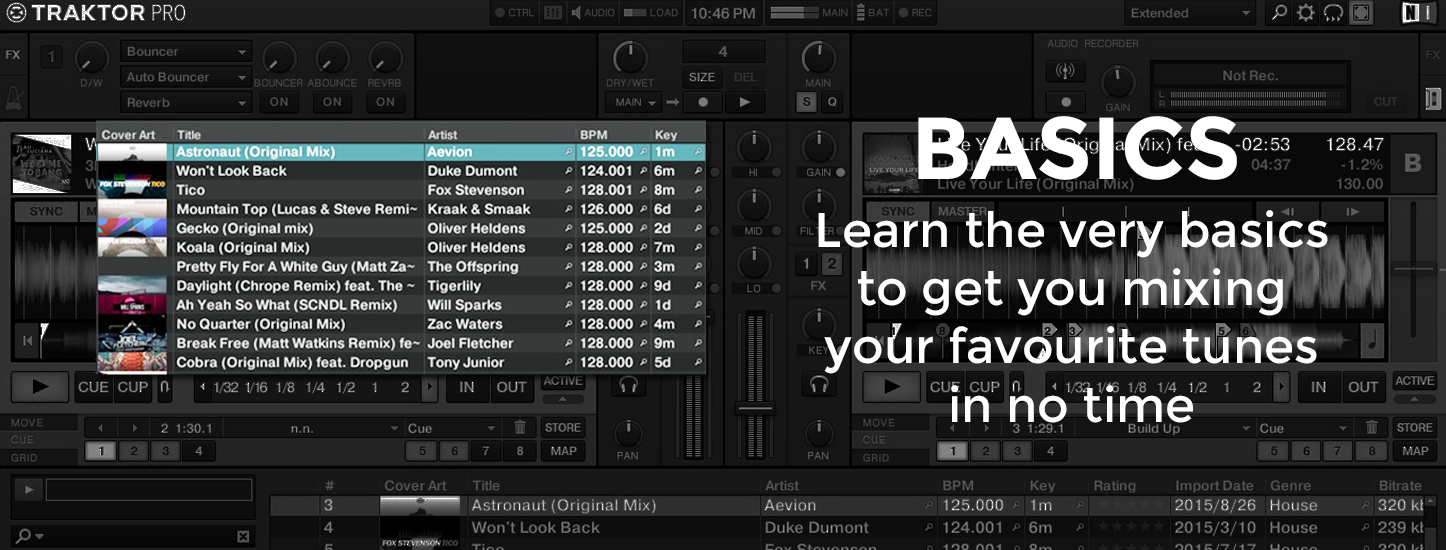 TRAKTOR PRO
CTRL AUDIO LOAD 10:46 PM MAIN BAT REC
Extended
FX 1 D/W
Bouncer
Auto Bouncer
Reverb
BOUNCER ABOUNCE REVRB
ON ON ON
DRY/WET 4 MAIN
SIZE DEL
MAIN S Q
AUDIO RECORDER
FX
Not Rec.
L
R
GAIN CUT
Cover Art Title Artist BPM Key
Astronaut (Original Mix) Aevion 125.000 1m
Won't Look Back Duke Dumont 124.001 6m
Tico Fox Stevenson 128.001 8m
Mountain Top (Lucas & Steve Remi~ Kraak & Smaak 126.000 6d
Gecko (Original mix) Oliver Heldens 125.000 2d
Koala (Original Mix) Oliver Heldens 128.000 7m
Pretty Fly For A White Guy (Matt Za~ The Offspring 128.000 3m
Daylight (Chrope Remix) feat. The ~ Tigerlily 128.000 9d
Ah Yeah So What (SCNDL Remix) Will Sparks 128.000 1d
No Quarter (Original Mix) Zac Waters 128.000 4m
Break Free (Matt Watkins Remix) fe~ Joel Fletcher 128.000 9m
Cobra (Original Mix) feat. Dropgun Tony Junior 128.000 5d
FOX STEVENSON TICO
SYNC
HI GAIN
MID FILTER
1 2
LO FX
KEY
PAN PAN
-02:53 128.47
04:37 -1.2%
Live Your Life (Original Mix) 130.00
B
SYNC MASTER
BASICS
Learn the very basics
to get you mixing
your favourite tunes
in no time
CUE CUP 1/32 1/16 1/8 1/4 1/2 1 2 IN OUT ACTIVE
CUE CUP 1/32 1/16 1/8 1/4 1/2 1 2 IN OUT ACTIVE
MOVE
CUE
GRID
2 1:30.1 n.n. Cue STORE
1 2 3 4 5 6 7 8 MAP
MOVE
CUE
GRID
3 1:29.1 Build Up Cue STORE
1 2 3 4 5 6 7 8 MAP
# Cover Art Title Artist BPM Key Rating Import Date Genre Bitrate
3 Astronaut (Original Mix) Aevion 125.000 1m 2015/8/26 House 320 kb
4 Won't Look Back Duke Dumont 124.001 6m 2015/3/10 House 239 kb
FOX STEVENSON TICO
5 Tico Fox Stevenson 128.001 8m 2015/7/17 House 320 kb